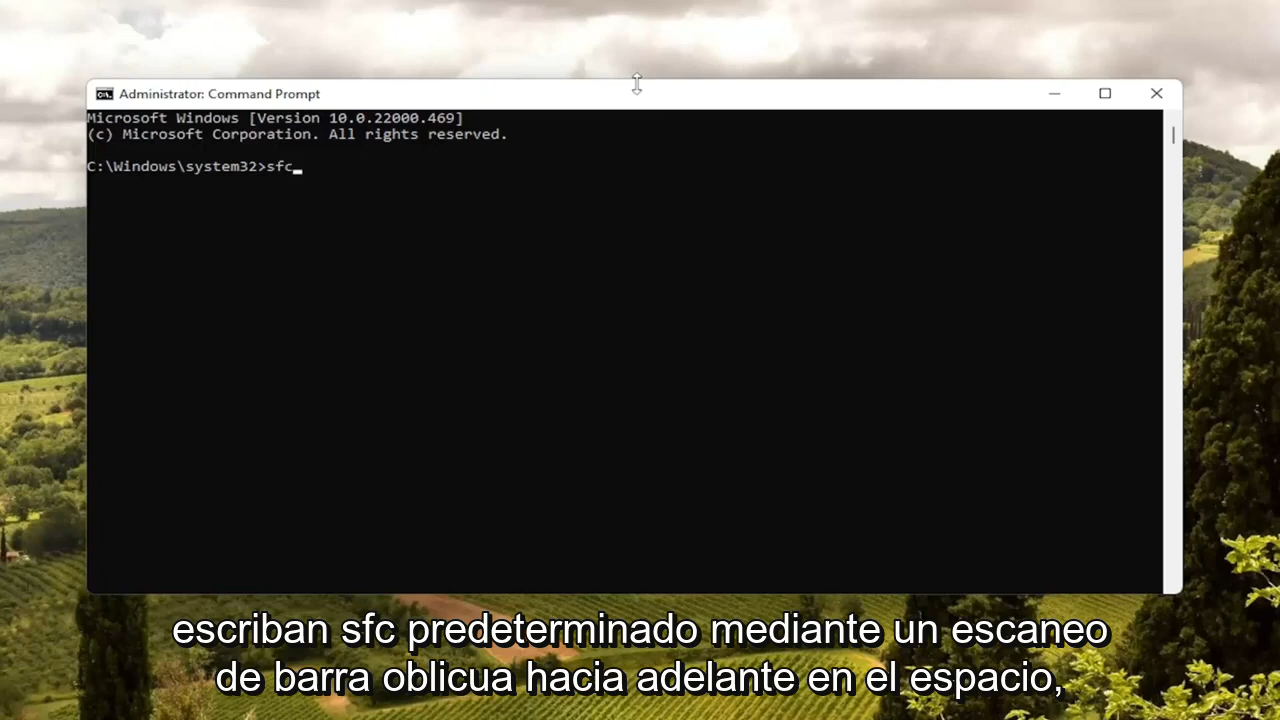 Administrator: Command Prompt
Microsoft Windows [Version 10.0.22000.469]
(c) Microsoft Corporation. All rights reserved.
C:\Windows\system32>sfc
escriban sfc predeterminado mediante un escaneo
de barra oblicua hacia adelante en el espacio,